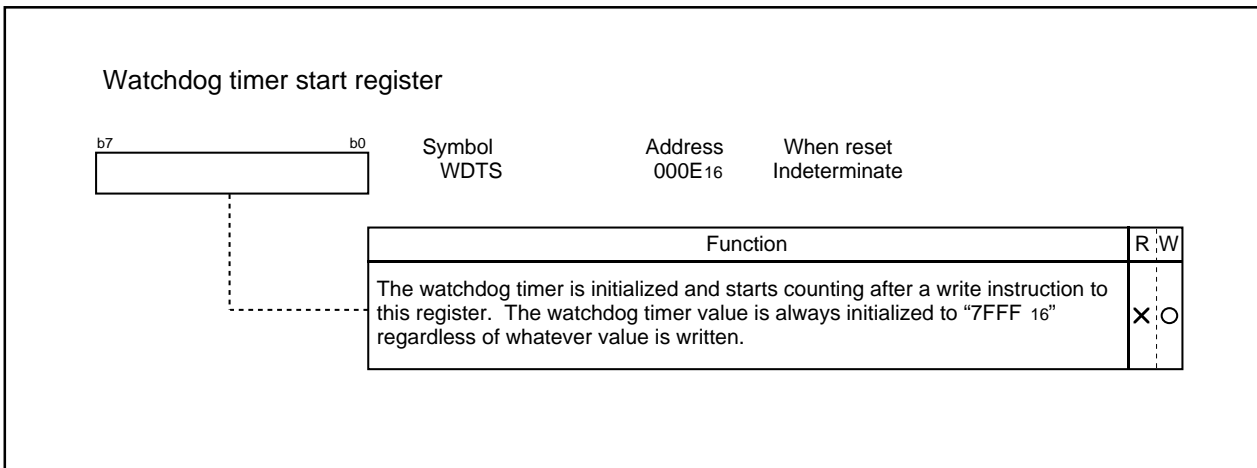 Watchdog timer start register
b7 b0 Symbol Address When reset
WDTS 000E16 Indeterminate
Function R W
The watchdog timer is initialized and starts counting after a write instruction to
this register. The watchdog timer value is always initialized to “7FFF 16”
regardless of whatever value is written.